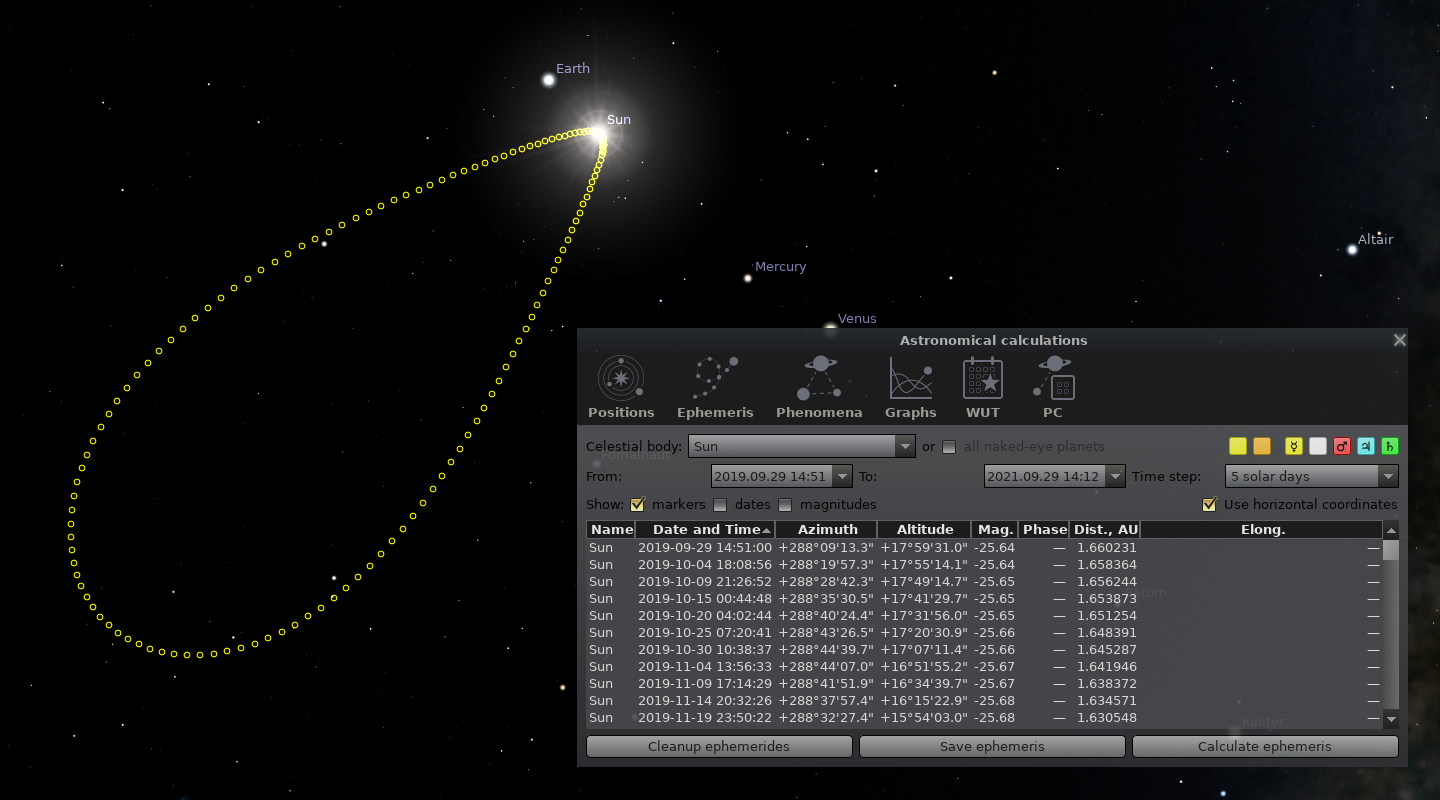 Earth
Sun
Altair
Mercury
Venus
Astronomical calculations
Positions Ephemeris Phenomena Graphs WUT PC
Celestial body: Sun or all naked-eye planets ☿ ♂ ♃ ♄
Fomalhaut
From: 2019.09.29 14:51 To: 2021.09.29 14:12 Time step: 5 solar days
Show: markers dates magnitudes Use horizontal coordinates
Name Date and Time Azimuth Altitude Mag. Phase Dist., AU Elong.
Sun 2019-09-29 14:51:00 +288°09'13.3" +17°59'31.0" -25.64 — 1.660231 —
Sun 2019-10-04 18:08:56 +288°19'57.3" +17°55'14.1" -25.64 — 1.658364 —
Sun 2019-10-09 21:26:52 +288°28'42.3" +17°49'14.7" -25.65 — 1.656244 —
Sun 2019-10-15 00:44:48 +288°35'30.5" +17°41'29.7" -25.65 — 1.653873 —
Sun 2019-10-20 04:02:44 +288°40'24.4" +17°31'56.0" -25.65 — 1.651254 —
Sun 2019-10-25 07:20:41 +288°43'26.5" +17°20'30.9" -25.66 — 1.648391 —
Sun 2019-10-30 10:38:37 +288°44'39.7" +17°07'11.4" -25.66 — 1.645287 —
Sun 2019-11-04 13:56:33 +288°44'07.0" +16°51'55.2" -25.67 — 1.641946 —
Sun 2019-11-09 17:14:29 +288°41'51.9" +16°34'39.7" -25.67 — 1.638372 —
Sun 2019-11-14 20:32:26 +288°37'57.4" +16°15'22.9" -25.68 — 1.634571 —
Sun 2019-11-19 23:50:22 +288°32'27.4" +15°54'03.0" -25.68 — 1.630548 —
Jupiter
Cleanup ephemerides Save ephemeris Calculate ephemeris